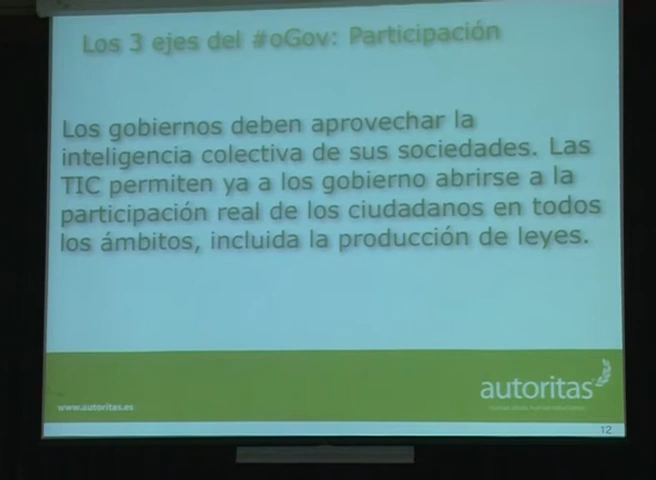 Los 3 ejes del #oGov: Participación
Los gobiernos deben aprovechar la
inteligencia colectiva de sus sociedades. Las
TIC permiten ya a los gobierno abrirse a la
participación real de los ciudadanos en todos
los ámbitos, incluida la producción de leyes.
autoritas
www.autoritas.es
12